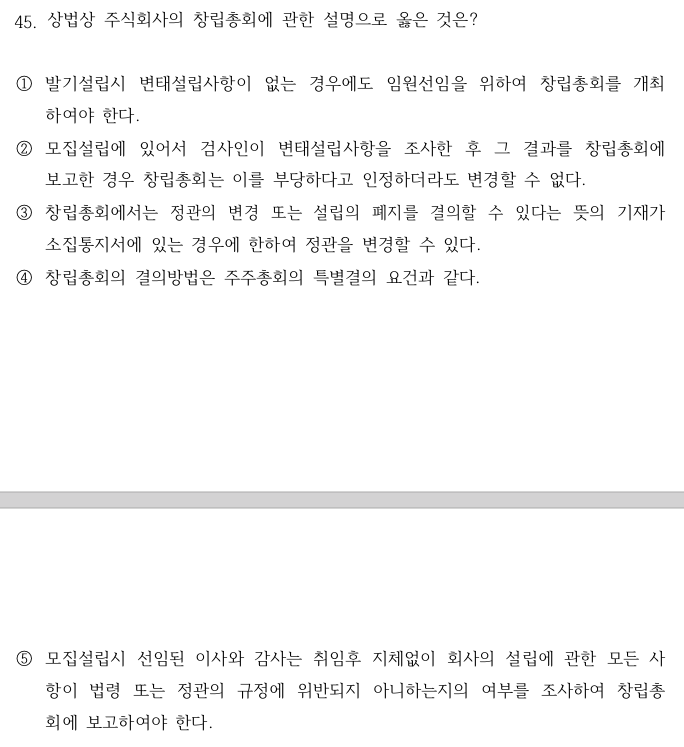 45. 상법상 주식회사의 창립총회에 관한 설명으로 옳은 것은?
① 발기설립시 변태설립사항이 없는 경우에도 임원선임을 위하여 창립총회를 개최
하여야 한다.
② 모집설립에 있어서 검사인이 변태설립사항을 조사한 후 그 결과를 창립총회에
보고한 경우 창립총회는 이를 부당하다고 인정하더라도 변경할 수 없다.
③ 창립총회에서는 정관의 변경 또는 설립의 폐지를 결의할 수 있다는 뜻의 기재가
소집통지서에 있는 경우에 한하여 정관을 변경할 수 있다.
④ 창립총회의 결의방법은 주주총회의 특별결의 요건과 같다.
⑤ 모집설립시 선임된 이사와 감사는 취임후 지체없이 회사의 설립에 관한 모든 사
항이 법령 또는 정관의 규정에 위반되지 아니하는지의 여부를 조사하여 창립총
회에 보고하여야 한다.